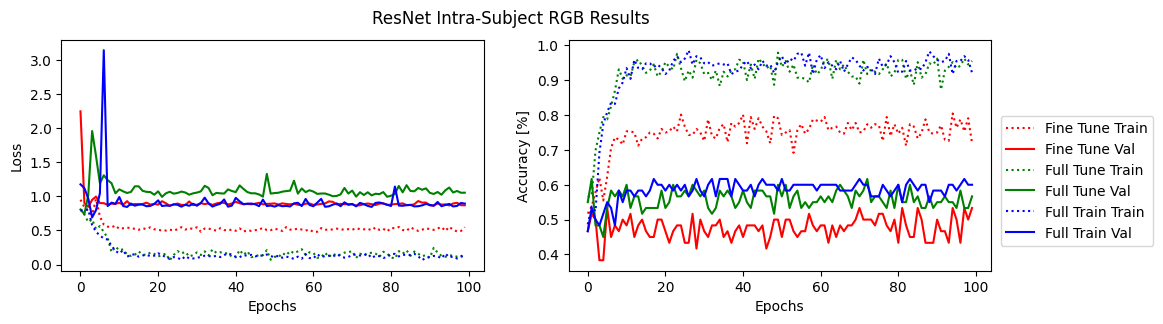 ResNet Intra-Subject RGB Results
Loss
3.0
2.5
2.0
1.5
1.0
0.5
0.0
0 20 40 60 80 100
Epochs
Accuracy [%]
1.0
0.9
0.8
0.7
0.6
0.5
0.4
0 20 40 60 80 100
Epochs
Fine Tune Train
Fine Tune Val
Full Tune Train
Full Tune Val
Full Train Train
Full Train Val